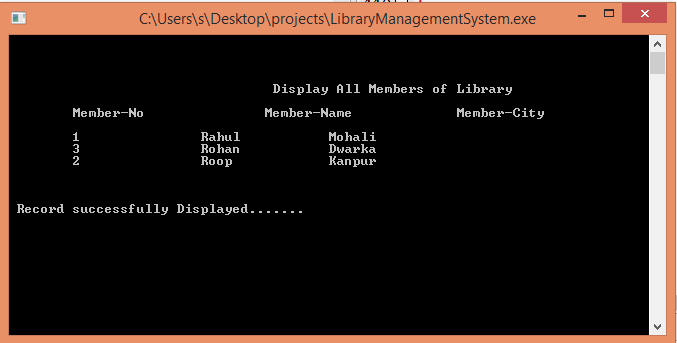 C:\Users\s\Desktop\projects\LibraryManagementSystem.exe
Display All Members of Library
Member-No Member-Name Member-City
1 Rahul Mohali
3 Rohan Dwarka
2 Roop Kanpur
Record successfully Displayed.......